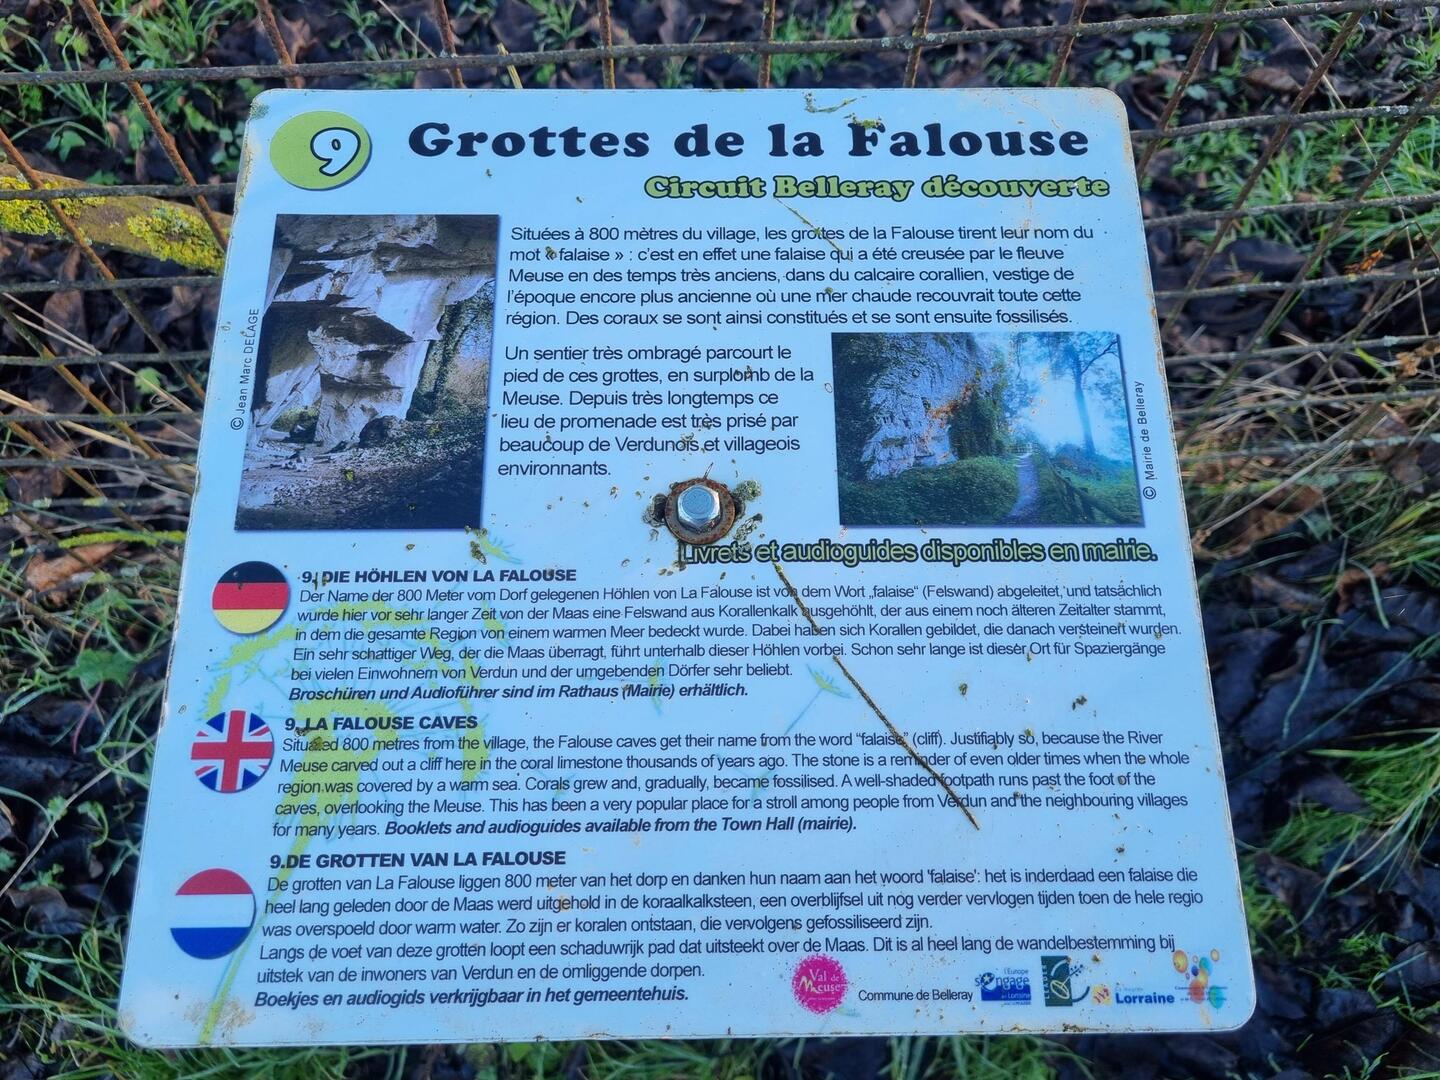 9
Grottes de la Falouse
Circuit Belleray découverte
Situées à 800 mètres du village, les grottes de la Falouse tirent leur nom du
mot « falaise » : c'est en effet une falaise qui a été creusée par le fleuve
Meuse en des temps très anciens, dans du calcaire corallien, vestige de
l'époque encore plus ancienne où une mer chaude recouvrait toute cette
région. Des coraux se sont ainsi constitués et se sont ensuite fossilisés.
© Jean Marc DELAGE
Un sentier très ombragé parcourt le
pied de ces grottes, en surplomb de la
Meuse. Depuis très longtemps ce
lieu de promenade est très prisé par
beaucoup de Verdunois et villageois
environnants.
© Mairie de Belleray
Livrets et audioguides disponibles en mairie.
9. DIE HÖHLEN VON LA FALOUSE
Der Name der 800 Meter vom Dorf gelegenen Höhlen von La Falouse ist von dem Wort „falaise“ (Felswand) abgeleitet, und tatsächlich
wurde hier vor sehr langer Zeit von der Maas eine Felswand aus Korallenkalk ausgehöhlt, der aus einem noch älteren Zeitalter stammt,
in dem die gesamte Region von einem warmen Meer bedeckt wurde. Dabei haben sich Korallen gebildet, die danach versteinert wurden.
Ein sehr schattiger Weg, der die Maas überragt, führt unterhalb dieser Höhlen vorbei. Schon sehr lange ist dieser Ort für Spaziergänge
bei vielen Einwohnern von Verdun und der umgebenden Dörfer sehr beliebt.
Broschüren und Audioführer sind im Rathaus (Mairie) erhältlich.
9. LA FALOUSE CAVES
Situated 800 metres from the village, the Falouse caves get their name from the word “falaise” (cliff). Justifiably so, because the River
Meuse carved out a cliff here in the coral limestone thousands of years ago. The stone is a reminder of even older times when the whole
region was covered by a warm sea. Corals grew and, gradually, became fossilised. A well-shaded footpath runs past the foot of the
caves, overlooking the Meuse. This has been a very popular place for a stroll among people from Verdun and the neighbouring villages
for many years. Booklets and audioguides available from the Town Hall (mairie).
9.DE GROTTEN VAN LA FALOUSE
De grotten van La Falouse liggen 800 meter van het dorp en danken hun naam aan het woord 'falaise': het is inderdaad een falaise die
heel lang geleden door de Maas werd uitgehold in de koraalkalksteen, een overblijfsel uit nog verder vervlogen tijden toen de hele regio
was overspoeld door warm water. Zo zijn er koralen ontstaan, die vervolgens gefossiliseerd zijn.
Langs de voet van deze grotten loopt een schaduwrijk pad dat uitsteekt over de Maas. Dit is al heel lang de wandelbestemming bij
uitstek van de inwoners van Verdun en de omliggende dorpen.
Boekjes en audiogids verkrijgbaar in het gemeentehuis.
Val de Meuse
Commune de Belleray
L'Europe s'engage
Lorraine